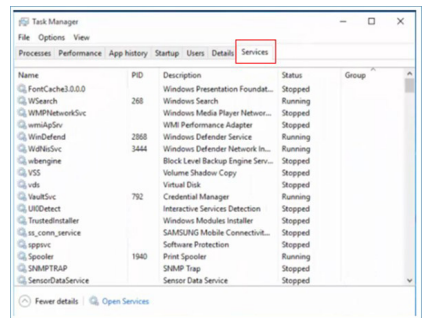 Task Manager
File Options View
Processes Performance App history Startup Users Details Services
Name PID Description Status Group
FontCache3.0.0.0 Windows Presentation Foundat... Stopped
WSearch 268 Windows Search Running
WMPNetworkSvc Windows Media Player Networ... Stopped
wmiApSrv WMI Performance Adapter Stopped
WinDefend 2868 Windows Defender Service Running
WdNisSvc 3444 Windows Defender Network In... Running
wbengine Block Level Backup Engine Serv... Stopped
VSS Volume Shadow Copy Stopped
vds Virtual Disk Stopped
VaultSvc 792 Credential Manager Running
UI0Detect Interactive Services Detection Stopped
TrustedInstaller Windows Modules Installer Stopped
ss_conn_service SAMSUNG Mobile Connectivit... Stopped
sppsvc Software Protection Stopped
Spooler 1940 Print Spooler Running
SNMPTRAP SNMP Trap Stopped
SensorDataService Sensor Data Service Stopped
Fewer details Open Services